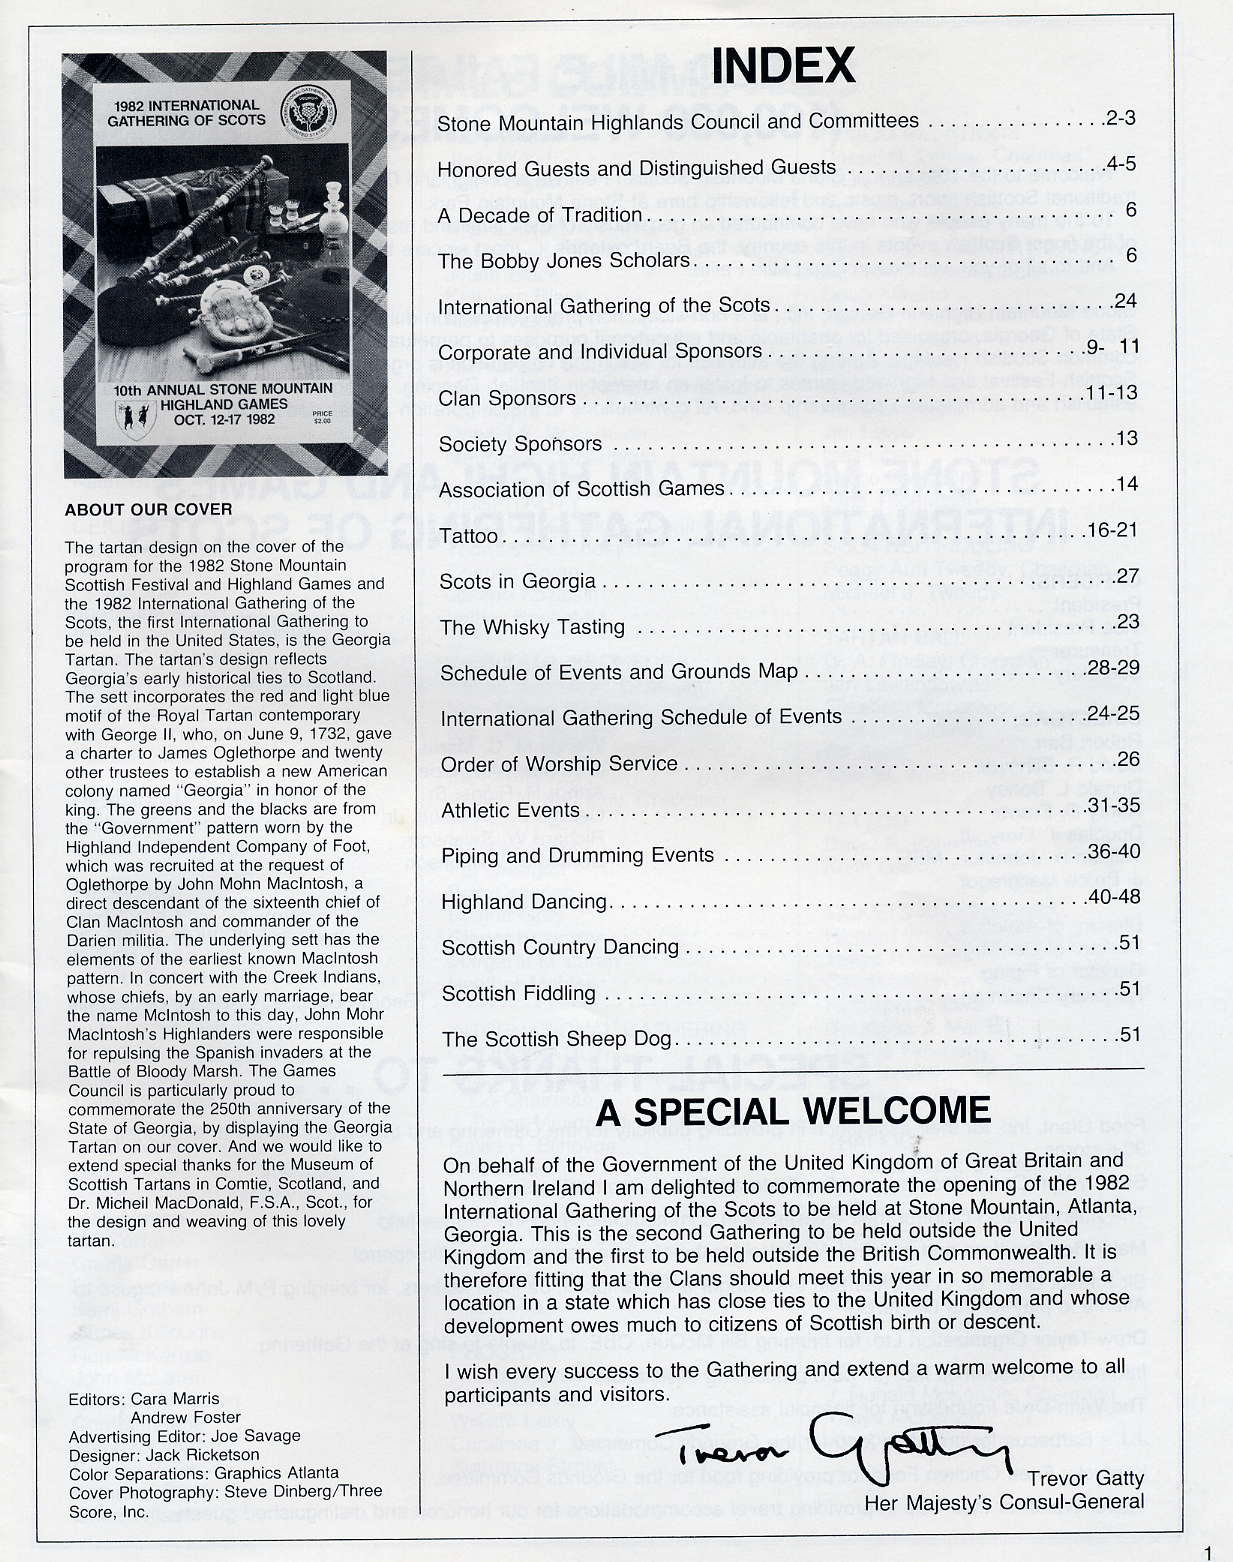 1982 INTERNATIONAL
GATHERING OF SCOTS
10th ANNUAL STONE MOUNTAIN
HIGHLAND GAMES
OCT. 12-17 1982
PRICE
$2.00
ABOUT OUR COVER
The tartan design on the cover of the
program for the 1982 Stone Mountain
Scottish Festival and Highland Games and
the 1982 International Gathering of the
Scots, the first International Gathering to
be held in the United States, is the Georgia
Tartan. The tartan's design reflects
Georgia's early historical ties to Scotland.
The sett incorporates the red and light blue
motif of the Royal Tartan contemporary
with George II, who, on June 9, 1732, gave
a charter to James Oglethorpe and twenty
other trustees to establish a new American
colony named "Georgia" in honor of the
king. The greens and the blacks are from
the "Government" pattern worn by the
Highland Independent Company of Foot,
which was recruited at the request of
Oglethorpe by John Mohn MacIntosh, a
direct descendant of the sixteenth chief of
Clan MacIntosh and commander of the
Darien militia. The underlying sett has the
elements of the earliest known MacIntosh
pattern. In concert with the Creek Indians,
whose chiefs, by an early marriage, bear
the name McIntosh to this day, John Mohr
MacIntosh's Highlanders were responsible
for repulsing the Spanish invaders at the
Battle of Bloody Marsh. The Games
Council is particularly proud to
commemorate the 250th anniversary of the
State of Georgia, by displaying the Georgia
Tartan on our cover. And we would like to
extend special thanks for the Museum of
Scottish Tartans in Comtie, Scotland, and
Dr. Micheil MacDonald, F.S.A., Scot., for
the design and weaving of this lovely
tartan.
Editors: Cara Marris
Andrew Foster
Advertising Editor: Joe Savage
Designer: Jack Ricketson
Color Separations: Graphics Atlanta
Cover Photography: Steve Dinberg/Three
Score, Inc.
INDEX
Stone Mountain Highlands Council and Committees ................2-3
Honored Guests and Distinguished Guests .......................4-5
A Decade of Tradition......................................... 6
The Bobby Jones Scholars..................................... 6
International Gathering of the Scots..............................24
Corporate and Individual Sponsors............................9- 11
Clan Sponsors ............................................11-13
Society Sponsors ...........................................13
Association of Scottish Games..................................14
Tattoo...................................................16-21
Scots in Georgia.............................................27
The Whisky Tasting .........................................23
Schedule of Events and Grounds Map.........................28-29
International Gathering Schedule of Events .....................24-25
Order of Worship Service......................................26
Athletic Events............................................31-35
Piping and Drumming Events ................................36-40
Highland Dancing..........................................40-48
Scottish Country Dancing......................................51
Scottish Fiddling .............................................51
The Scottish Sheep Dog.......................................51
A SPECIAL WELCOME
On behalf of the Government of the United Kingdom of Great Britain and
Northern Ireland I am delighted to commemorate the opening of the 1982
International Gathering of the Scots to be held at Stone Mountain, Atlanta,
Georgia. This is the second Gathering to be held outside the United
Kingdom and the first to be held outside the British Commonwealth. It is
therefore fitting that the Clans should meet this year in so memorable a
location in a state which has close ties to the United Kingdom and whose
development owes much to citizens of Scottish birth or descent.
I wish every success to the Gathering and extend a warm welcome to all
participants and visitors.
Trevor Gatty
Trevor Gatty
Her Majesty's Consul-General
1